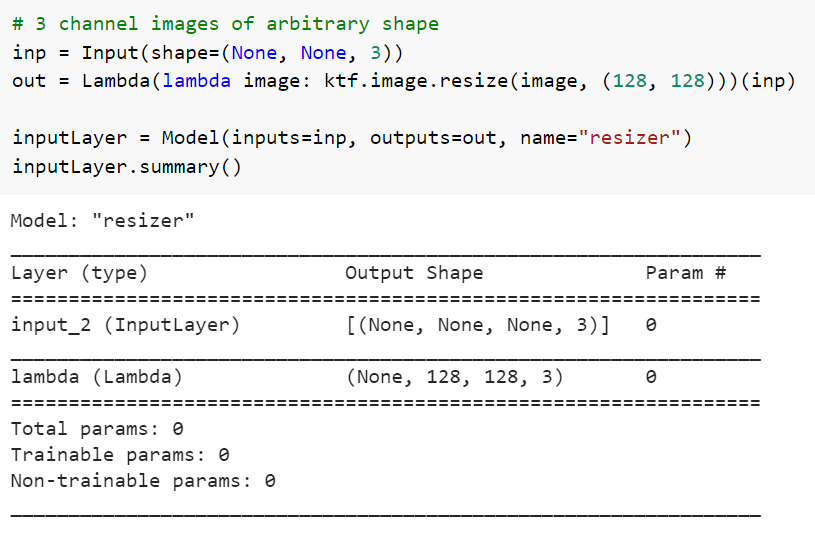 # 3 channel images of arbitrary shape
inp = Input(shape=(None, None, 3))
out = Lambda(lambda image: ktf.image.resize(image, (128, 128)))(inp)

inputLayer = Model(inputs=inp, outputs=out, name="resizer")
inputLayer.summary()
Model: "resizer"
_________________________________________________________________
Layer (type)                 Output Shape              Param #
=================================================================
input_2 (InputLayer)         [(None, None, None, 3)]   0
_________________________________________________________________
lambda (Lambda)              (None, 128, 128, 3)       0
=================================================================
Total params: 0
Trainable params: 0
Non-trainable params: 0
_________________________________________________________________